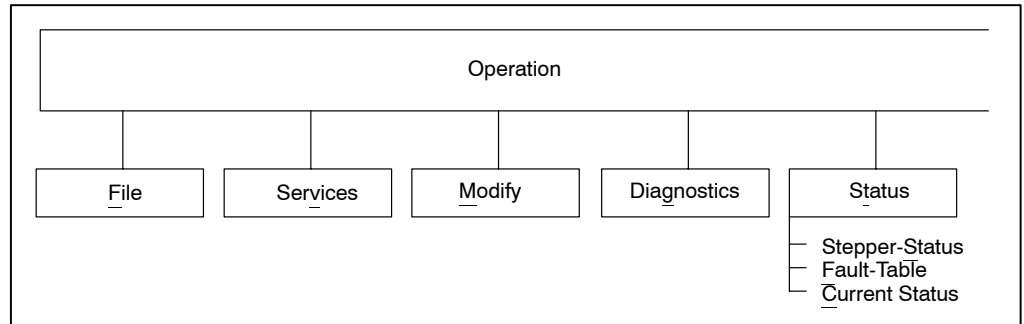 Operation
File
Services
Modify
Diagnostics
Status
Stepper-Status
Fault-Table
Current Status